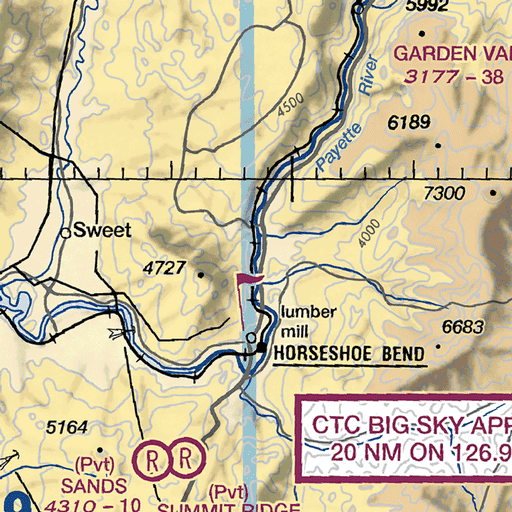 5992
GARDEN VAL
3177 – 38
River
4500
6189
Payette
7300
Sweet
4000
4727
lumber
mill
6683
HORSESHOE BEND
5164
CTC BIG SKY APP
20 NM ON 126.9
R R
(Pvt)
SANDS
4310 – 10
(Pvt)
SUMMIT RIDGE
9